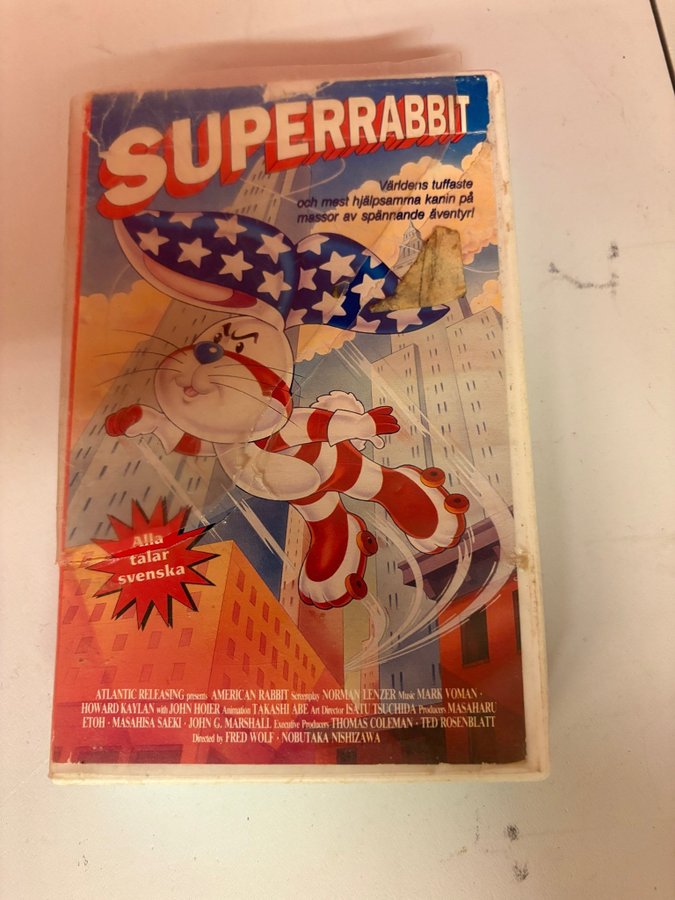 SUPERRABBIT
Världens tuffaste
och mest hjälpsamma kanin på
massor av spännande äventyr!
Alla
talar
svenska
ATLANTIC RELEASING presents AMERICAN RABBIT Screenplay NORMAN LENZER Music MARK VOMAN ·
HOWARD KAYLAN with JOHN HOIER Animation TAKASHI ABE Art Director ISATU TSUCHIDA Producers MASAHARU
ETOH · MASAHISA SAEKI · JOHN G. MARSHALL Executive Producers THOMAS COLEMAN · TED ROSENBLATT
Directed by FRED WOLF · NOBUTAKA NISHIZAWA